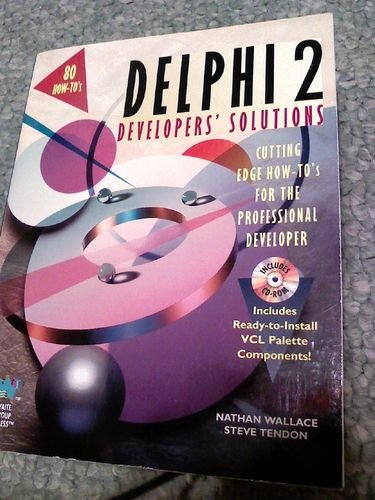 80
HOW-TO's
DELPHI 2
DEVELOPERS' SOLUTIONS
CUTTING
EDGE HOW-TO's
FOR THE
PROFESSIONAL
DEVELOPER
INCLUDES
CD-ROM
Includes
Ready-to-Install
VCL Palette
Components!
NATHAN WALLACE
STEVE TENDON